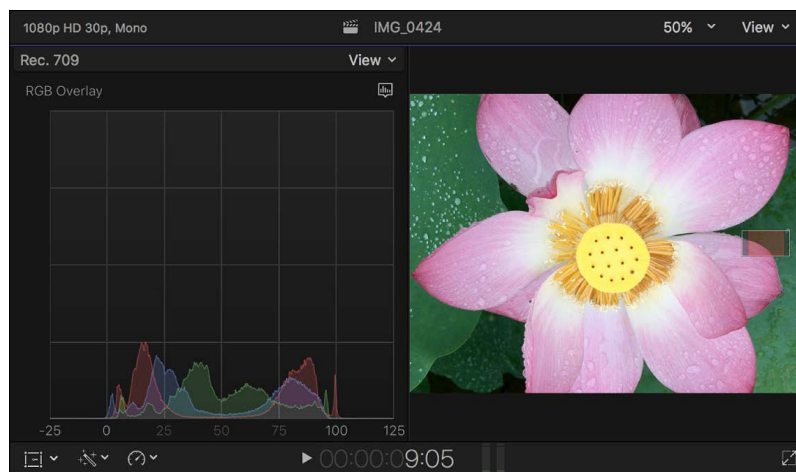 1080p HD 30p, Mono
IMG_0424
50%
View
Rec. 709
View
RGB Overlay
-25 0 25 50 75 100 125
00:00:09:05